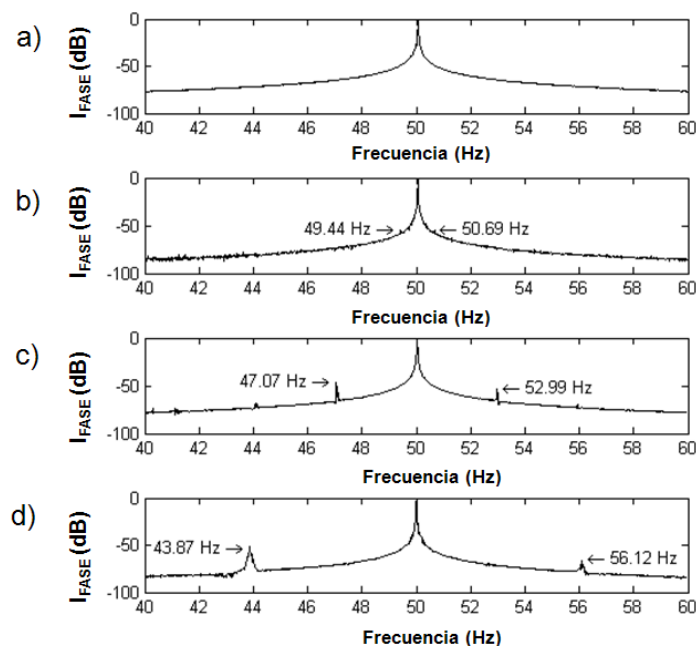 a)
I_FASE (dB)
0
-50
-100
40 42 44 46 48 50 52 54 56 58 60
Frecuencia (Hz)
b)
I_FASE (dB)
0
-50
-100
49.44 Hz → ← 50.69 Hz
40 42 44 46 48 50 52 54 56 58 60
Frecuencia (Hz)
c)
I_FASE (dB)
0
-50
-100
47.07 Hz → ← 52.99 Hz
40 42 44 46 48 50 52 54 56 58 60
Frecuencia (Hz)
d)
I_FASE (dB)
0
-50
-100
43.87 Hz → ← 56.12 Hz
40 42 44 46 48 50 52 54 56 58 60
Frecuencia (Hz)